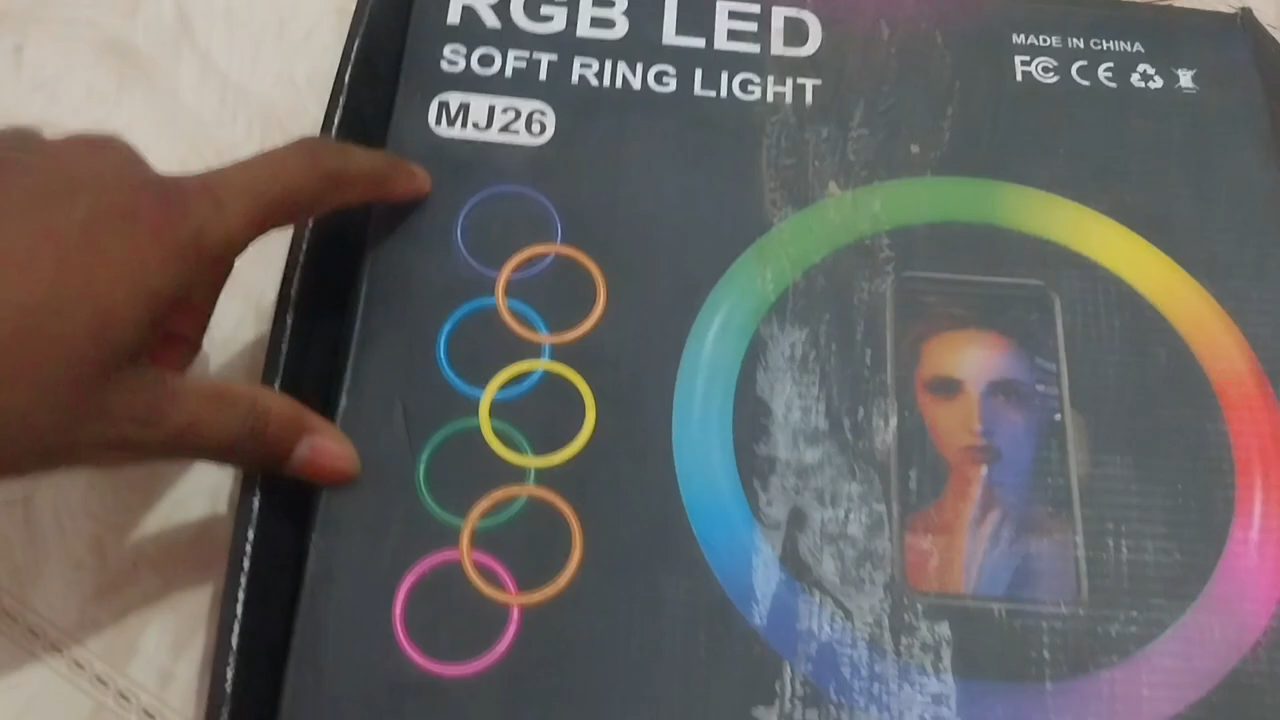 RGB LED
SOFT RING LIGHT
MJ26
MADE IN CHINA
FC CE